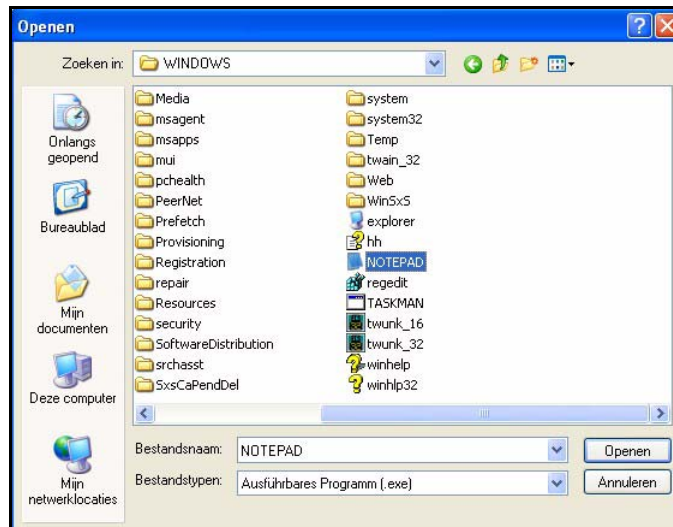 Openen
Zoeken in:
WINDOWS
Onlangs
geopend
Bureaublad
Mijn
documenten
Deze computer
Mijn
netwerklocaties
Media
msagent
msapps
mui
pchealth
PeerNet
Prefetch
Provisioning
Registration
repair
Resources
security
SoftwareDistribution
srchasst
SxsCaPendDel
system
system32
Temp
twain_32
Web
WinSxS
explorer
hh
NOTEPAD
regedit
TASKMAN
twunk_16
twunk_32
winhelp
winhlp32
Bestandsnaam:
NOTEPAD
Openen
Bestandstypen:
Ausführbares Programm (.exe)
Annuleren